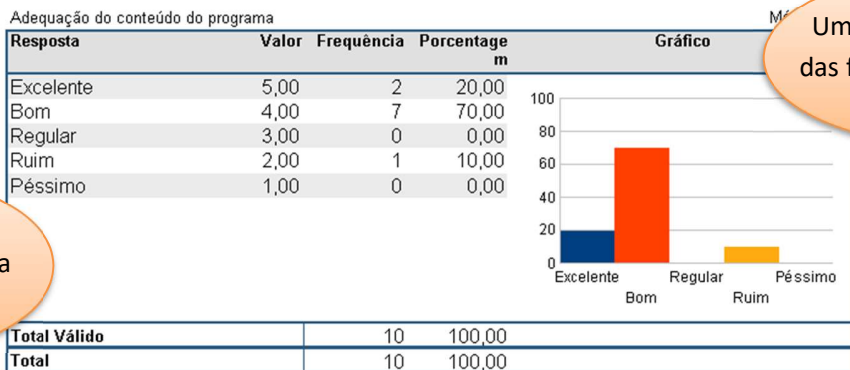 Adequação do conteúdo do programa
Resposta Valor Frequência Porcentage
m Gráfico
Um
das
Excelente 5,00 2 20,00
Bom 4,00 7 70,00
Regular 3,00 0 0,00
Ruim 2,00 1 10,00
Péssimo 1,00 0 0,00
100
80
60
40
20
0
Excelente Regular Péssimo
Bom Ruim
a
Total Válido 10 100,00
Total 10 100,00